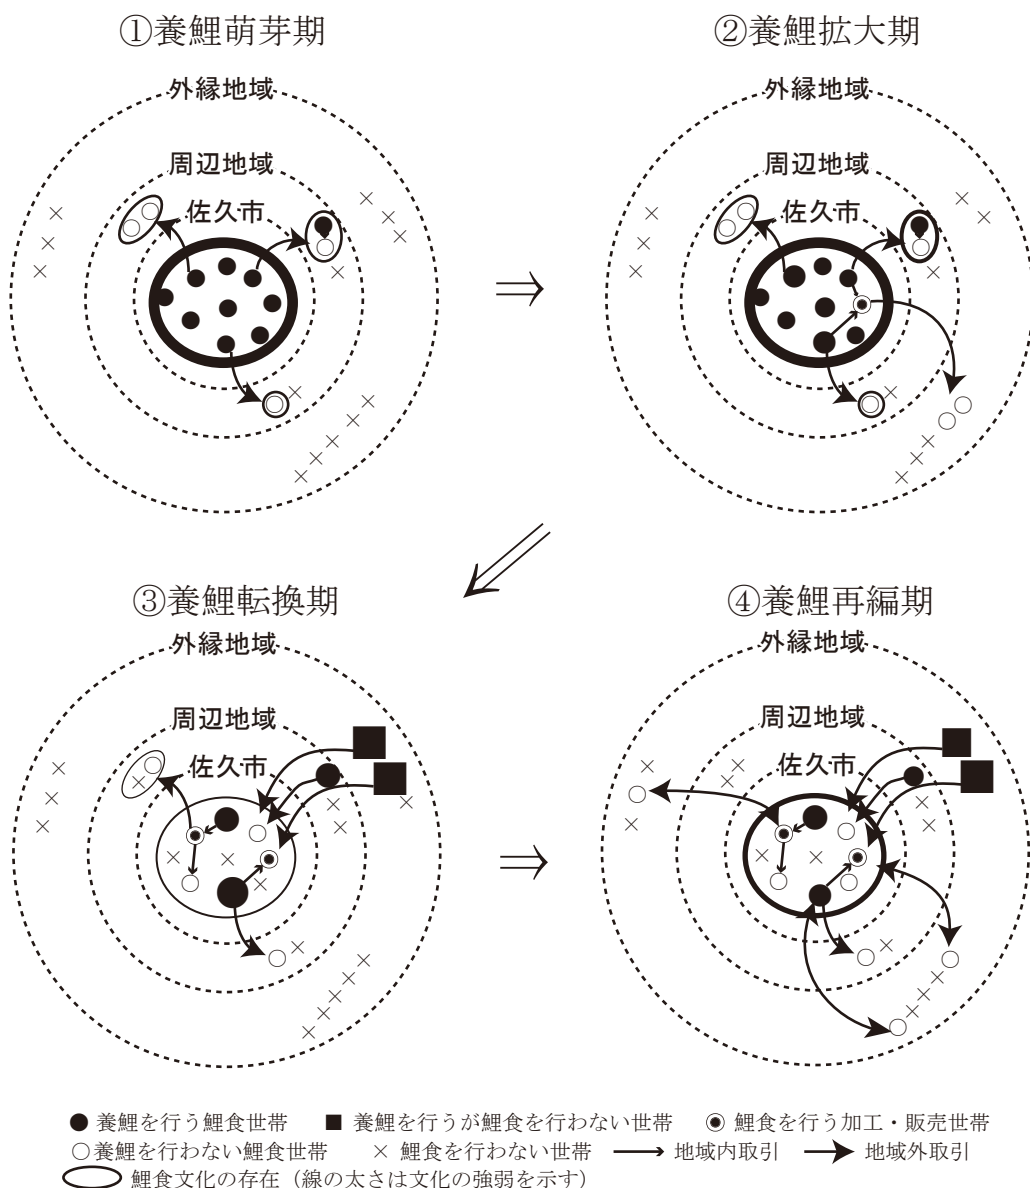 ①養鯉萌芽期
②養鯉拡大期
外縁地域
外縁地域
周辺地域
周辺地域
佐久市
佐久市
③養鯉転換期
④養鯉再編期
外縁地域
外縁地域
周辺地域
周辺地域
佐久市
佐久市
● 養鯉を行う鯉食世帯 ■ 養鯉を行うが鯉食を行わない世帯 ◉ 鯉食を行う加工・販売世帯
○養鯉を行わない鯉食世帯 × 鯉食を行わない世帯 → 地域内取引 → 地域外取引
鯉食文化の存在（線の太さは文化の強弱を示す）